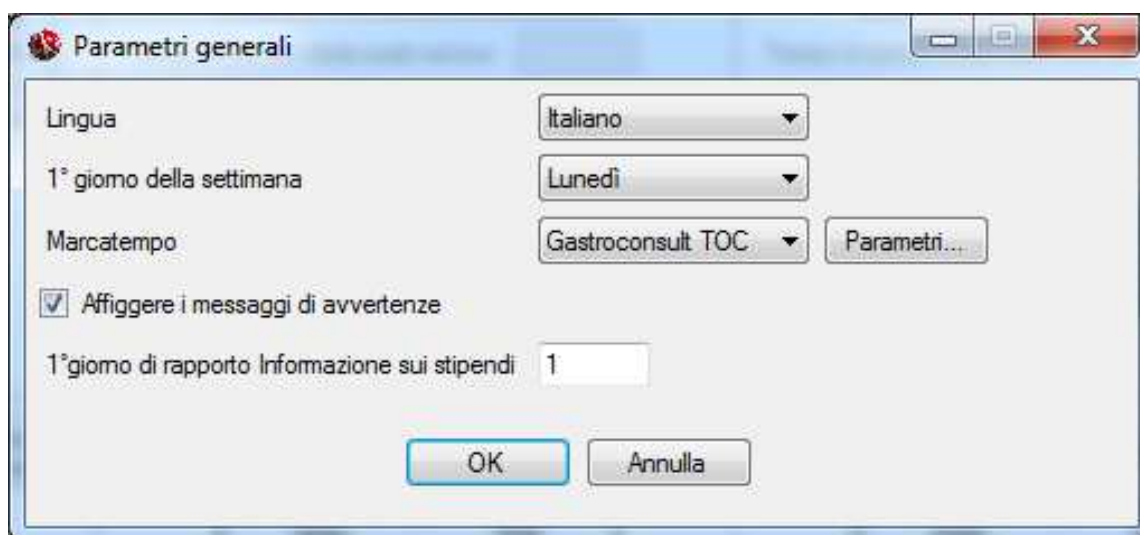 Parametri generali
Lingua Italiano
1° giorno della settimana Lunedì
Marcatempo Gastroconsult TOC Parametri...
Affiggere i messaggi di avvertenze
1°giorno di rapporto Informazione sui stipendi 1
OK Annulla